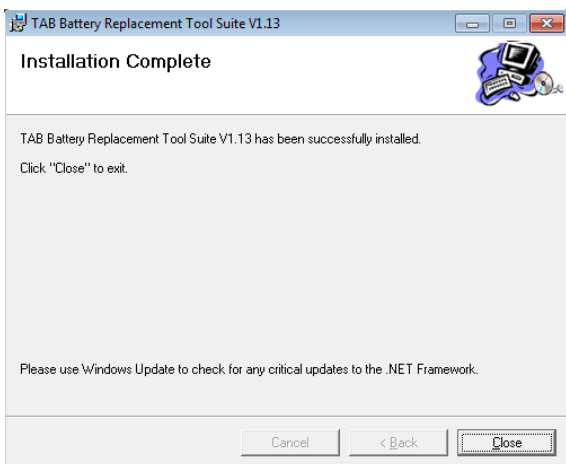 TAB Battery Replacement Tool Suite V1.13
Installation Complete
TAB Battery Replacement Tool Suite V1.13 has been successfully installed.
Click "Close" to exit.
Please use Windows Update to check for any critical updates to the .NET Framework.
Cancel < Back Close